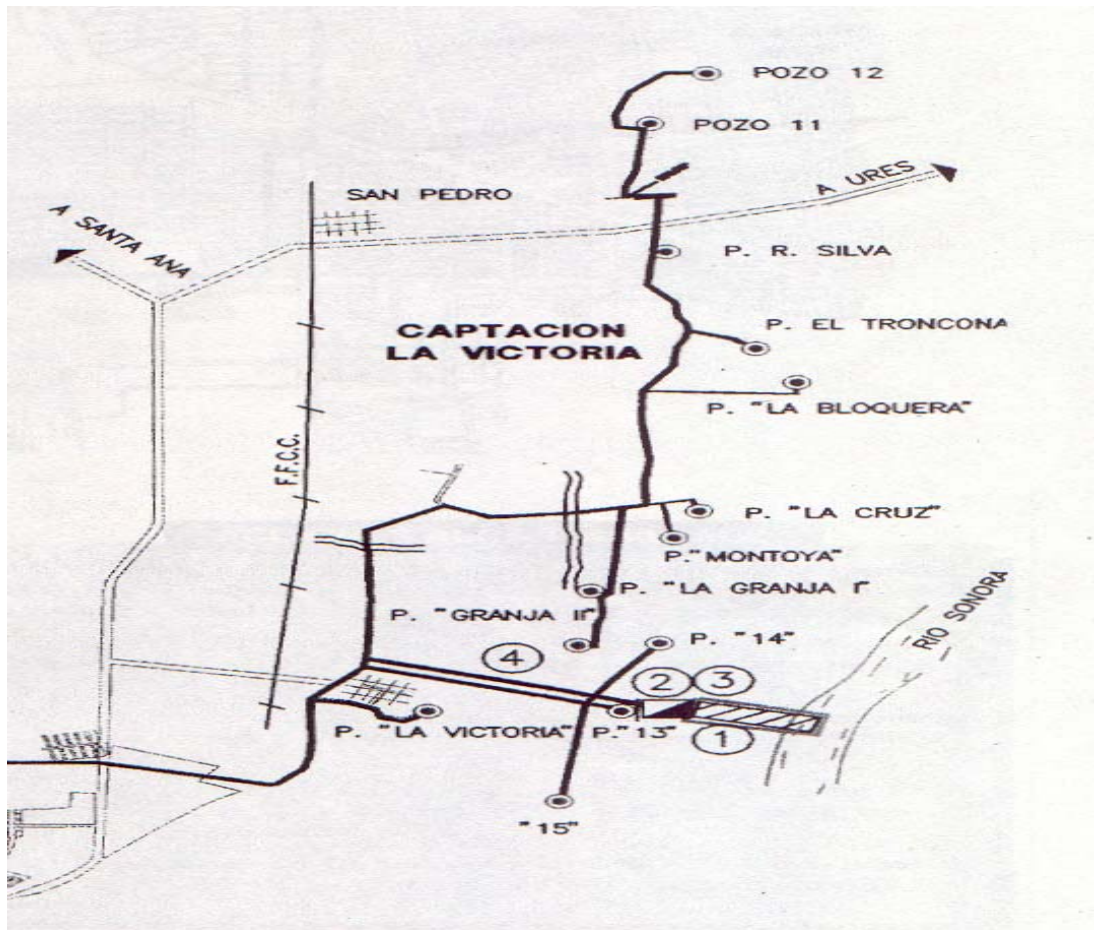 POZO 12
POZO 11
A URES
SAN PEDRO
A SANTA ANA
P. R. SILVA
P. EL TRONCONA
CAPTACION
LA VICTORIA
P. "LA BLOQUERA"
F.F.C.C.
P. "LA CRUZ"
P. "MONTOYA"
P. "LA GRANJA I"
P. "GRANJA II"
RIO SONORA
P. "14"
4
2
3
P. "LA VICTORIA"
P. "13"
1
"15"